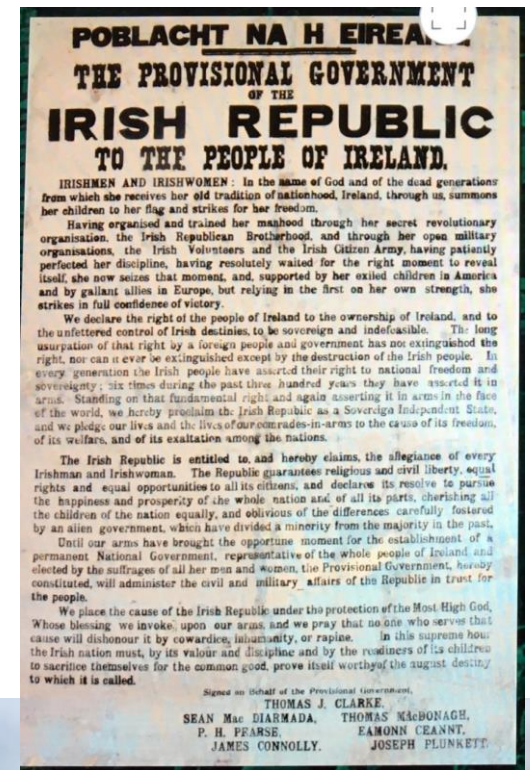 POBLACHT NA H EIREANN
THE PROVISIONAL GOVERNMENT
OF THE
IRISH REPUBLIC
TO THE PEOPLE OF IRELAND.
IRISHMEN AND IRISHWOMEN: In the name of God and of the dead generations
from which she receives her old tradition of nationhood, Ireland, through us, summons
her children to her flag and strikes for her freedom.
Having organised and trained her manhood through her secret revolutionary
organisation, the Irish Republican Brotherhood, and through her open military
organisations, the Irish Volunteers and the Irish Citizen Army, having patiently
perfected her discipline, having resolutely waited for the right moment to reveal
itself, she now seizes that moment, and, supported by her exiled children in America
and by gallant allies in Europe, but relying in the first on her own strength, she
strikes in full confidence of victory.
We declare the right of the people of Ireland to the ownership of Ireland, and to
the unfettered control of Irish destinies, to be sovereign and indefeasible. The long
usurpation of that right by a foreign people and government has not extinguished the
right, nor can it ever be extinguished except by the destruction of the Irish people. In
every generation the Irish people have asserted their right to national freedom and
sovereignty; six times during the past three hundred years they have asserted it in
arms. Standing on that fundamental right and again asserting it in arms in the face
of the world, we hereby proclaim the Irish Republic as a Sovereign Independent State,
and we pledge our lives and the lives of our comrades-in-arms to the cause of its freedom,
of its welfare, and of its exaltation among the nations.
The Irish Republic is entitled to, and hereby claims, the allegiance of every
Irishman and Irishwoman. The Republic guarantees religious and civil liberty, equal
rights and equal opportunities to all its citizens, and declares its resolve to pursue
the happiness and prosperity of the whole nation and of all its parts, cherishing all
the children of the nation equally, and oblivious of the differences carefully fostered
by an alien government, which have divided a minority from the majority in the past.
Until our arms have brought the opportune moment for the establishment of a
permanent National Government, representative of the whole people of Ireland and
elected by the suffrages of all her men and women, the Provisional Government, hereby
constituted, will administer the civil and military affairs of the Republic in trust for
the people.
We place the cause of the Irish Republic under the protection of the Most High God,
Whose blessing we invoke upon our arms, and we pray that no one who serves that
cause will dishonour it by cowardice, inhumanity, or rapine. In this supreme hour
the Irish nation must, by its valour and discipline and by the readiness of its children
to sacrifice themselves for the common good, prove itself worthy of the august destiny
to which it is called.
Signed on Behalf of the Provisional Government,
THOMAS J. CLARKE,
SEAN Mac DIARMADA, THOMAS MacDONAGH,
P. H. PEARSE, EAMONN CEANNT,
JAMES CONNOLLY. JOSEPH PLUNKETT.